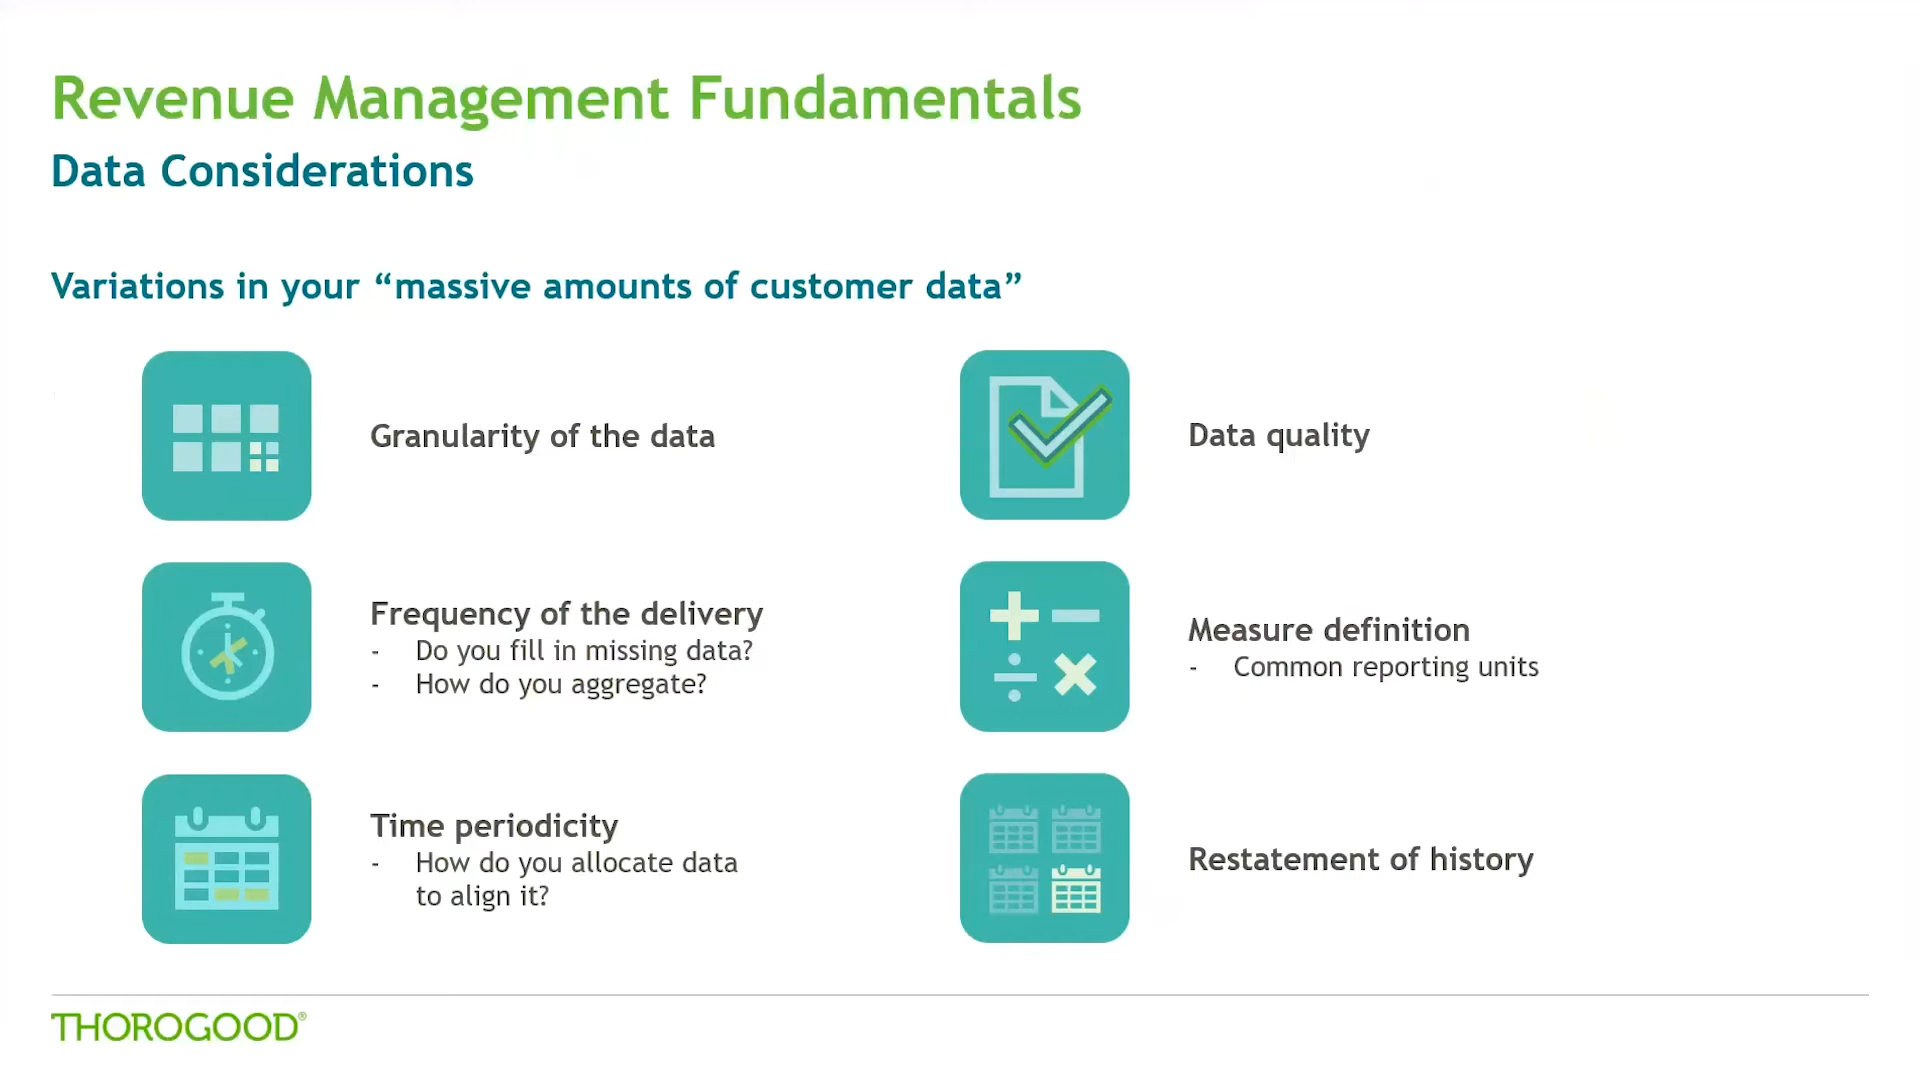 Revenue Management Fundamentals
Data Considerations
Variations in your “massive amounts of customer data”
Granularity of the data
Frequency of the delivery
- Do you fill in missing data?
- How do you aggregate?
Time periodicity
- How do you allocate data
to align it?
Data quality
Measure definition
- Common reporting units
Restatement of history
THOROGOOD®